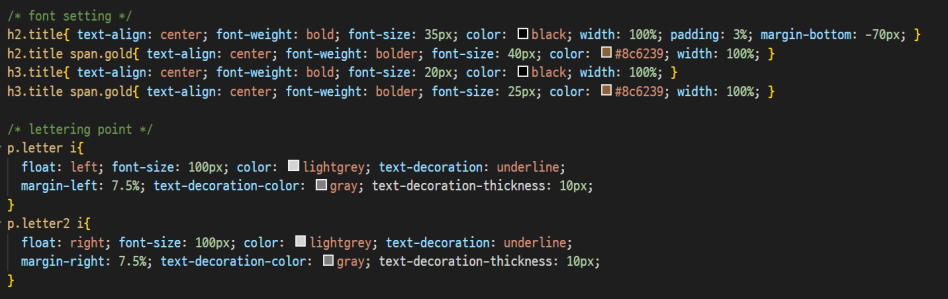 /* font setting */
h2.title{ text-align: center; font-weight: bold; font-size: 35px; color: black; width: 100%; padding: 3%; margin-bottom: -70px; }
h2.title span.gold{ text-align: center; font-weight: bolder; font-size: 40px; color: #8c6239; width: 100%; }
h3.title{ text-align: center; font-weight: bold; font-size: 20px; color: black; width: 100%; }
h3.title span.gold{ text-align: center; font-weight: bolder; font-size: 25px; color: #8c6239; width: 100%; }
/* lettering point */
p.letter i{
float: left; font-size: 100px; color: lightgrey; text-decoration: underline;
margin-left: 7.5%; text-decoration-color: gray; text-decoration-thickness: 10px;
}
p.letter2 i{
float: right; font-size: 100px; color: lightgrey; text-decoration: underline;
margin-right: 7.5%; text-decoration-color: gray; text-decoration-thickness: 10px;
}